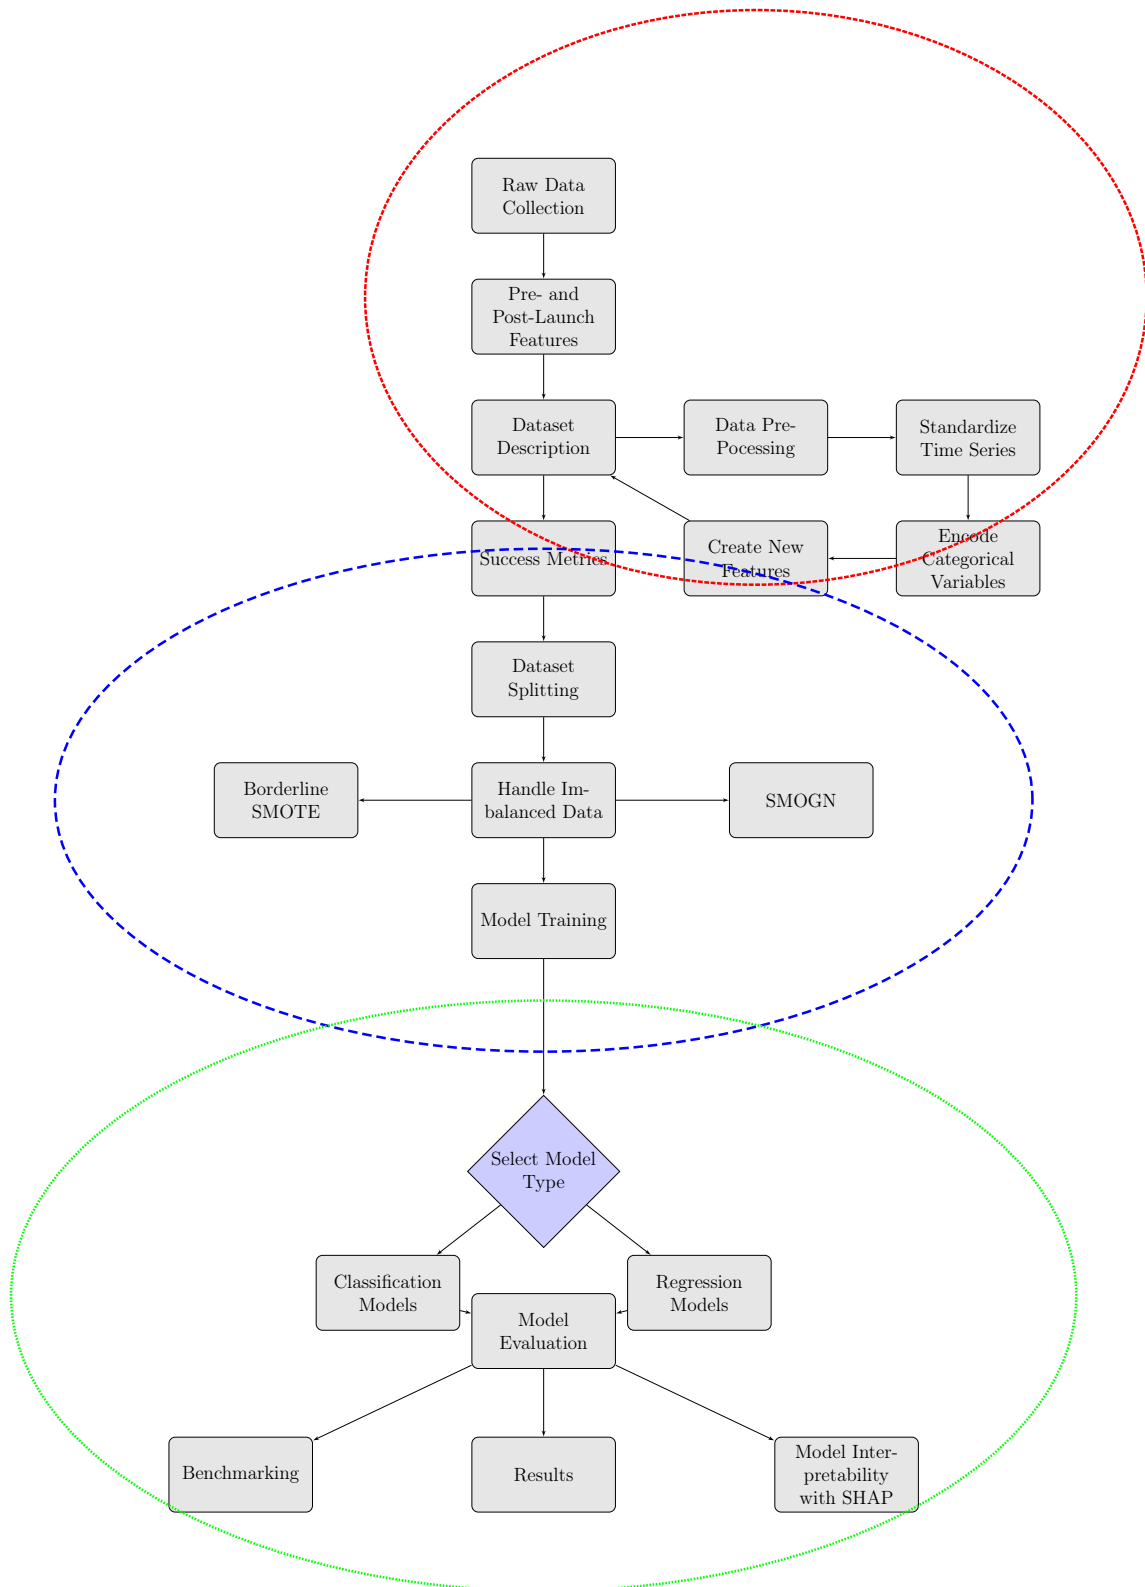 Raw Data
Collection
Pre- and
Post-Launch
Features
Dataset
Description
Data Pre-
Pocessing
Standardize
Time Series
Success Metrics
Create New
Features
Encode
Categorical
Variables
Dataset
Splitting
Borderline
SMOTE
Handle Im-
balanced Data
SMOGN
Model Training
Select Model
Type
Classification
Models
Regression
Models
Model
Evaluation
Benchmarking
Results
Model Inter-
pretability
with SHAP